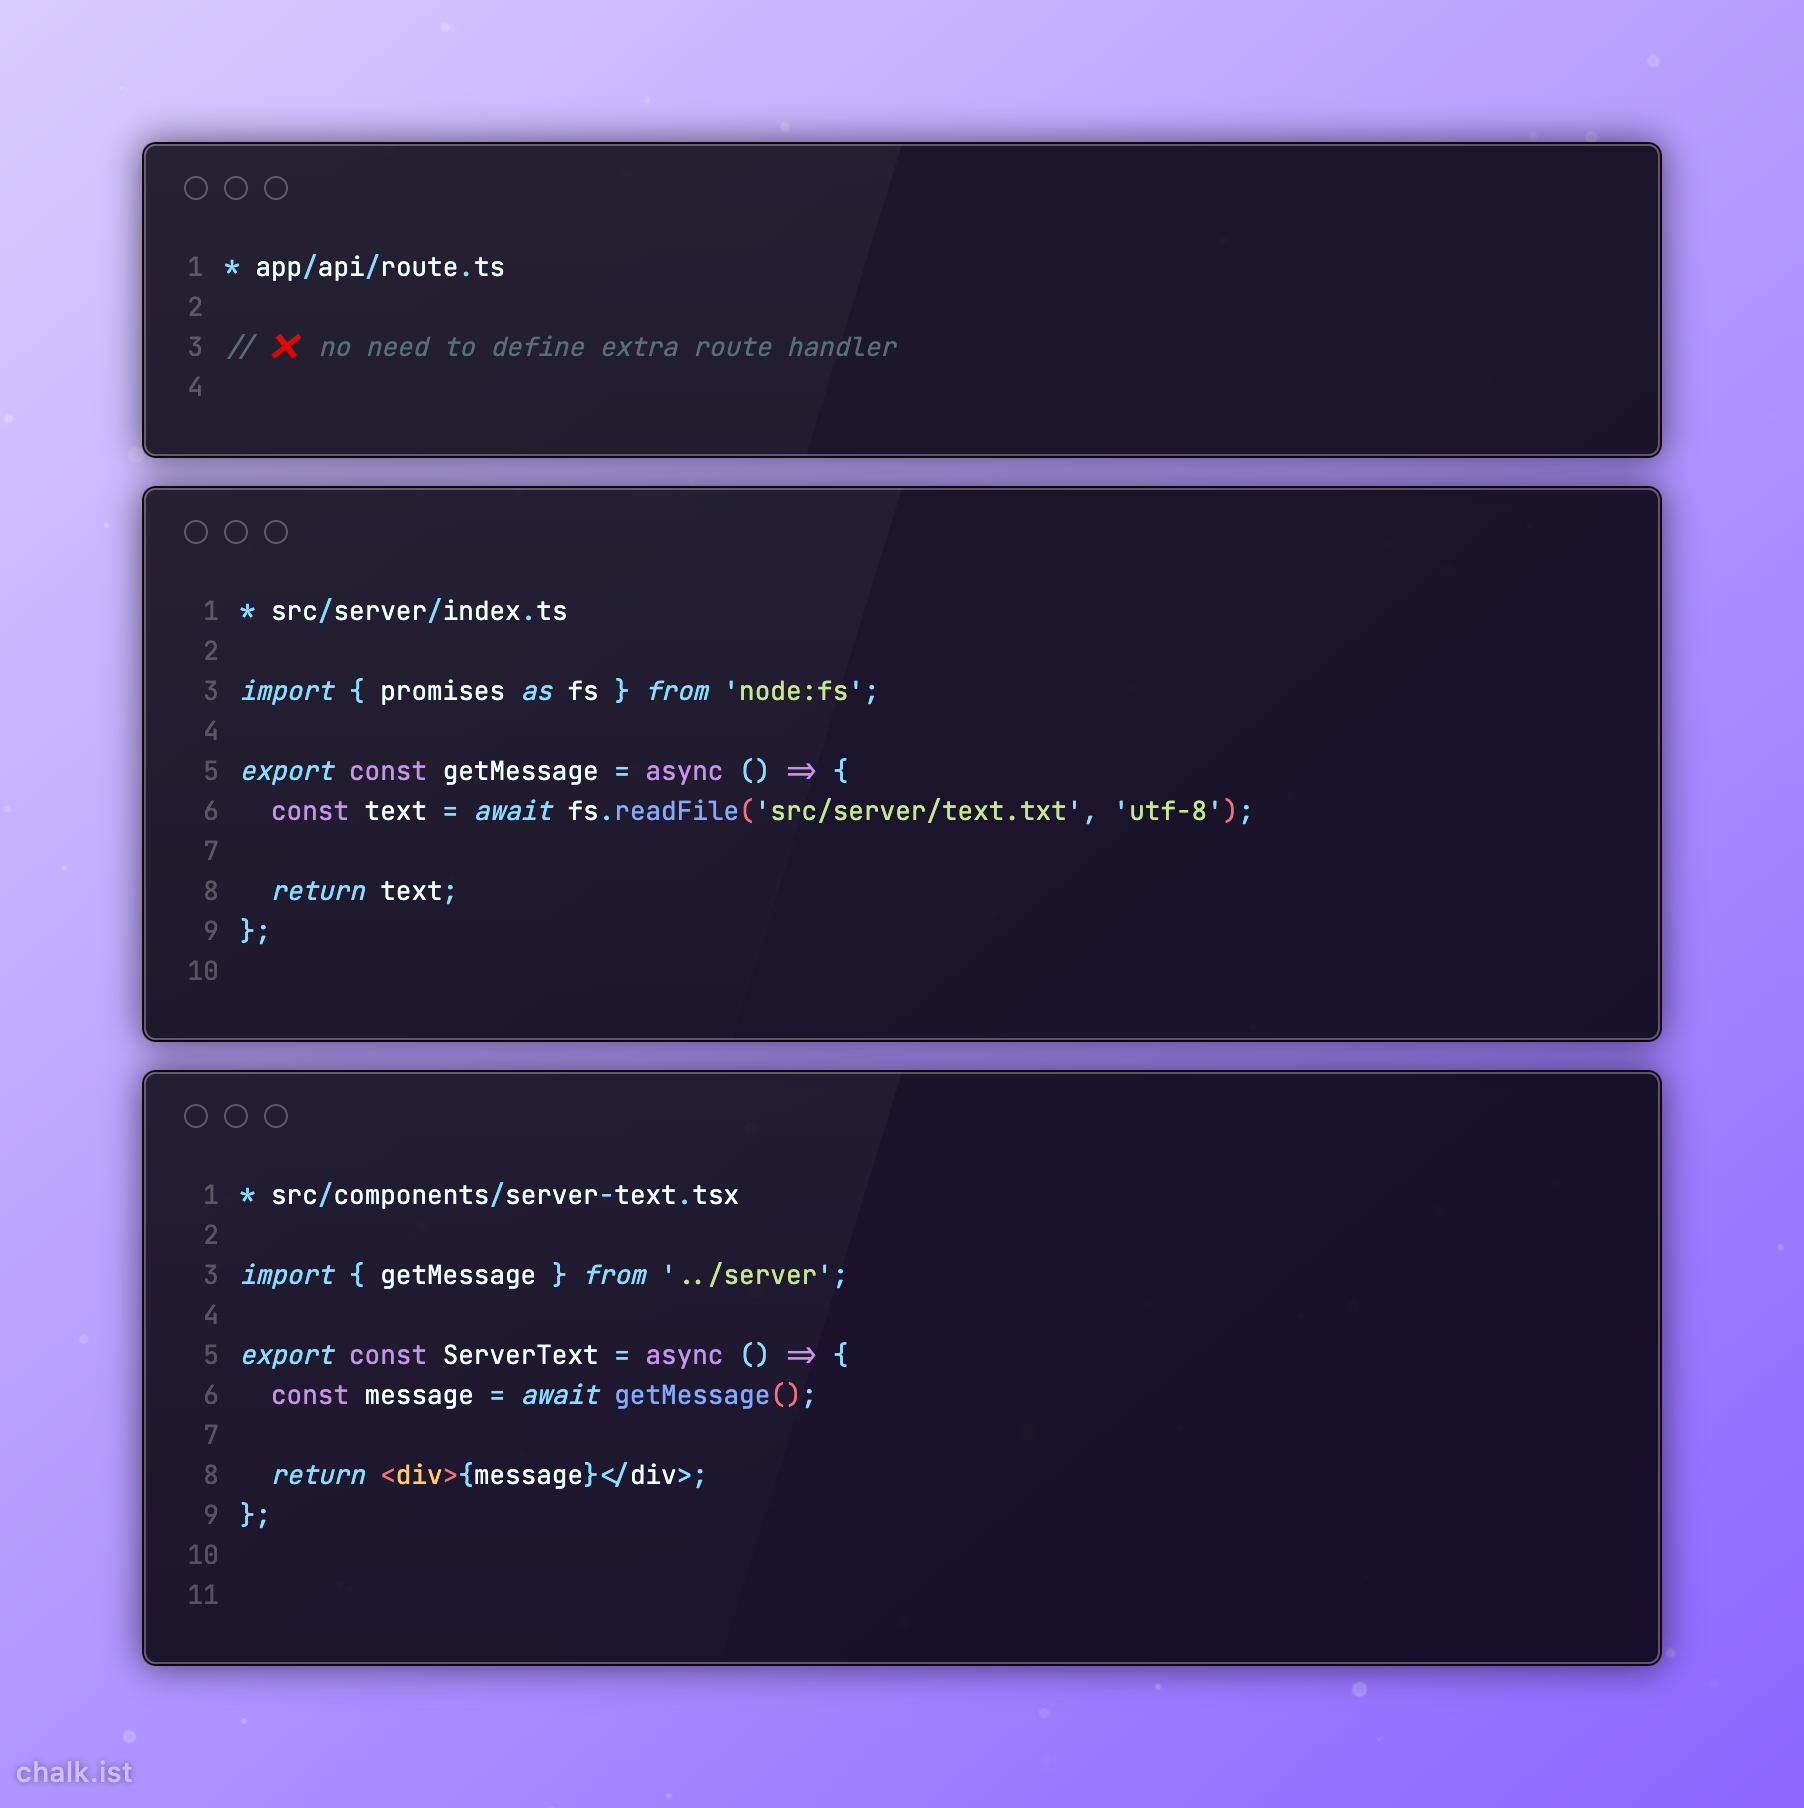 1 * app/api/route.ts
2
3 // ❌ no need to define extra route handler
4
1 * src/server/index.ts
2
3 import { promises as fs } from 'node:fs';
4
5 export const getMessage = async () => {
6   const text = await fs.readFile('src/server/text.txt', 'utf-8');
7
8   return text;
9 };
10
1 * src/components/server-text.tsx
2
3 import { getMessage } from '../server';
4
5 export const ServerText = async () => {
6   const message = await getMessage();
7
8   return <div>{message}</div>;
9 };
10
11
chalk.ist